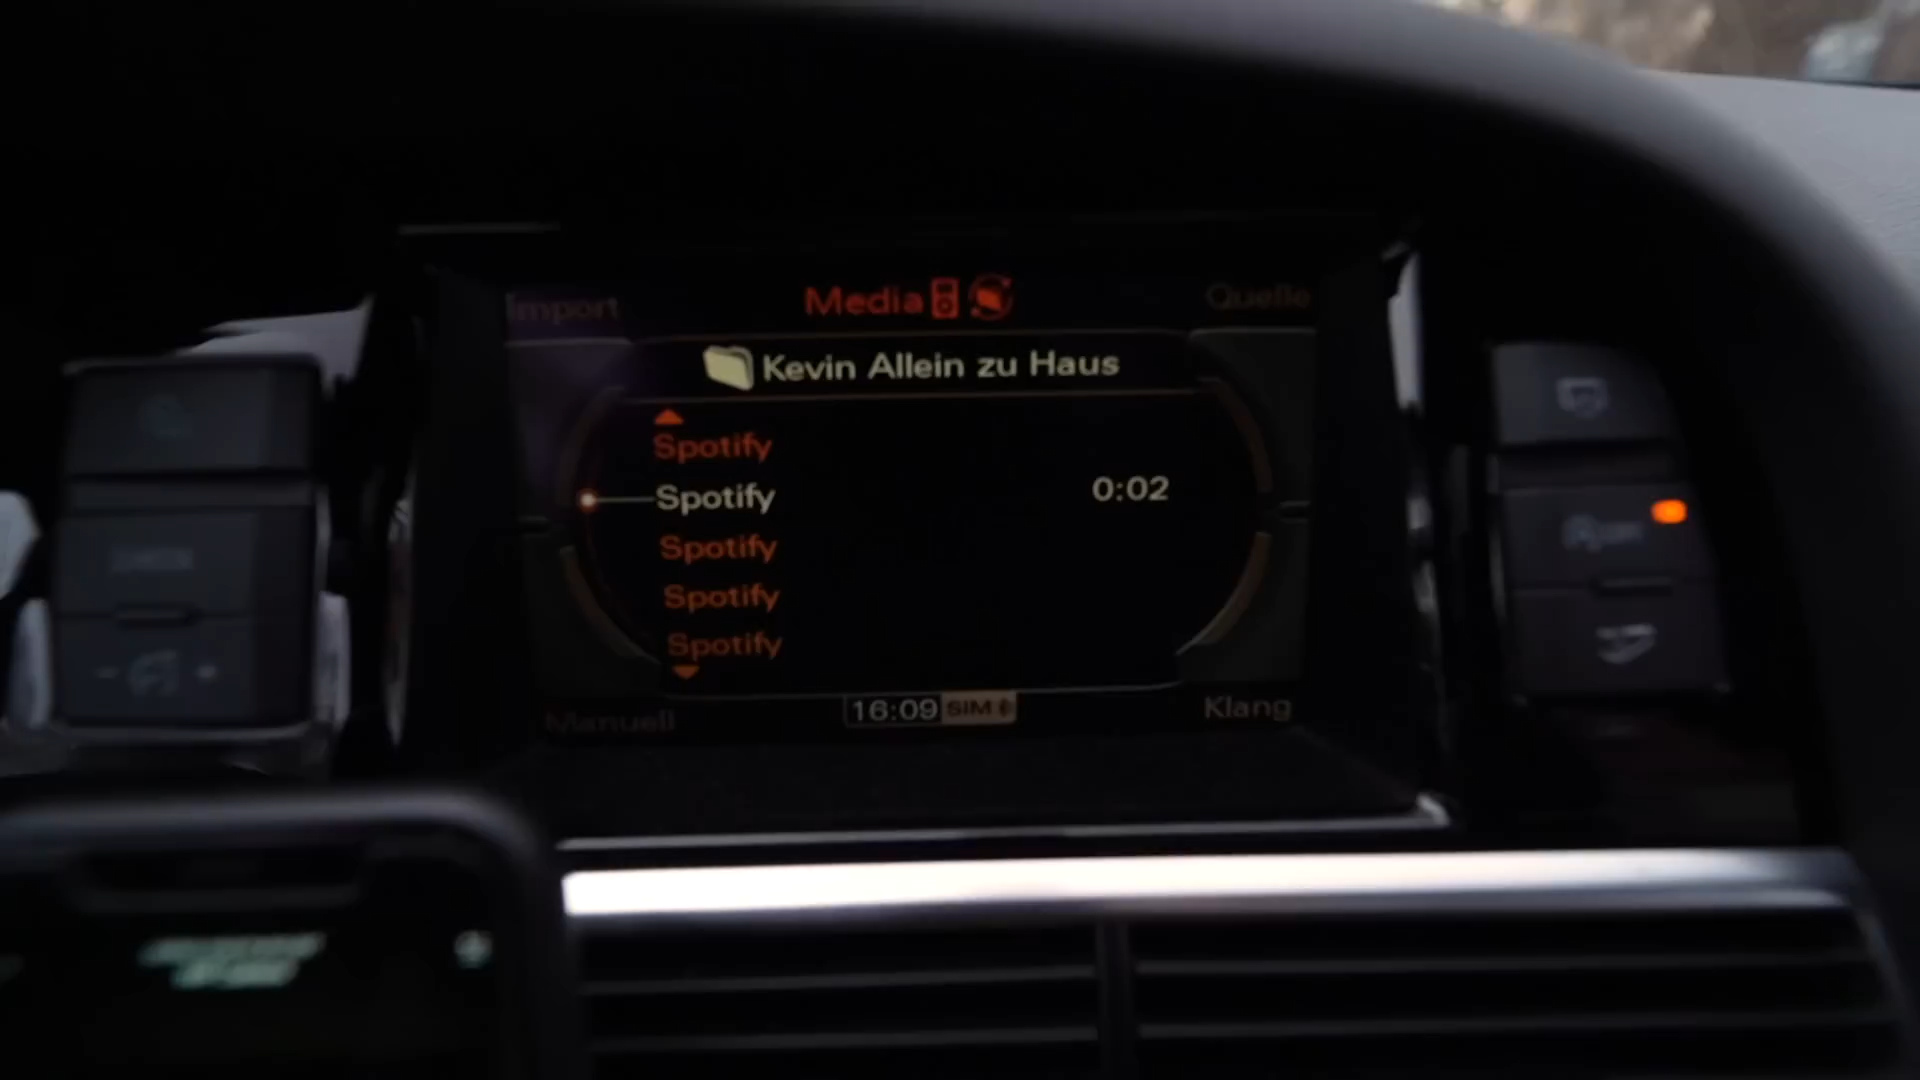 Import
Media
Quelle
Kevin Allein zu Haus
Spotify
Spotify 0:02
Spotify
Spotify
Spotify
Manuell
16:09 SIM
Klang